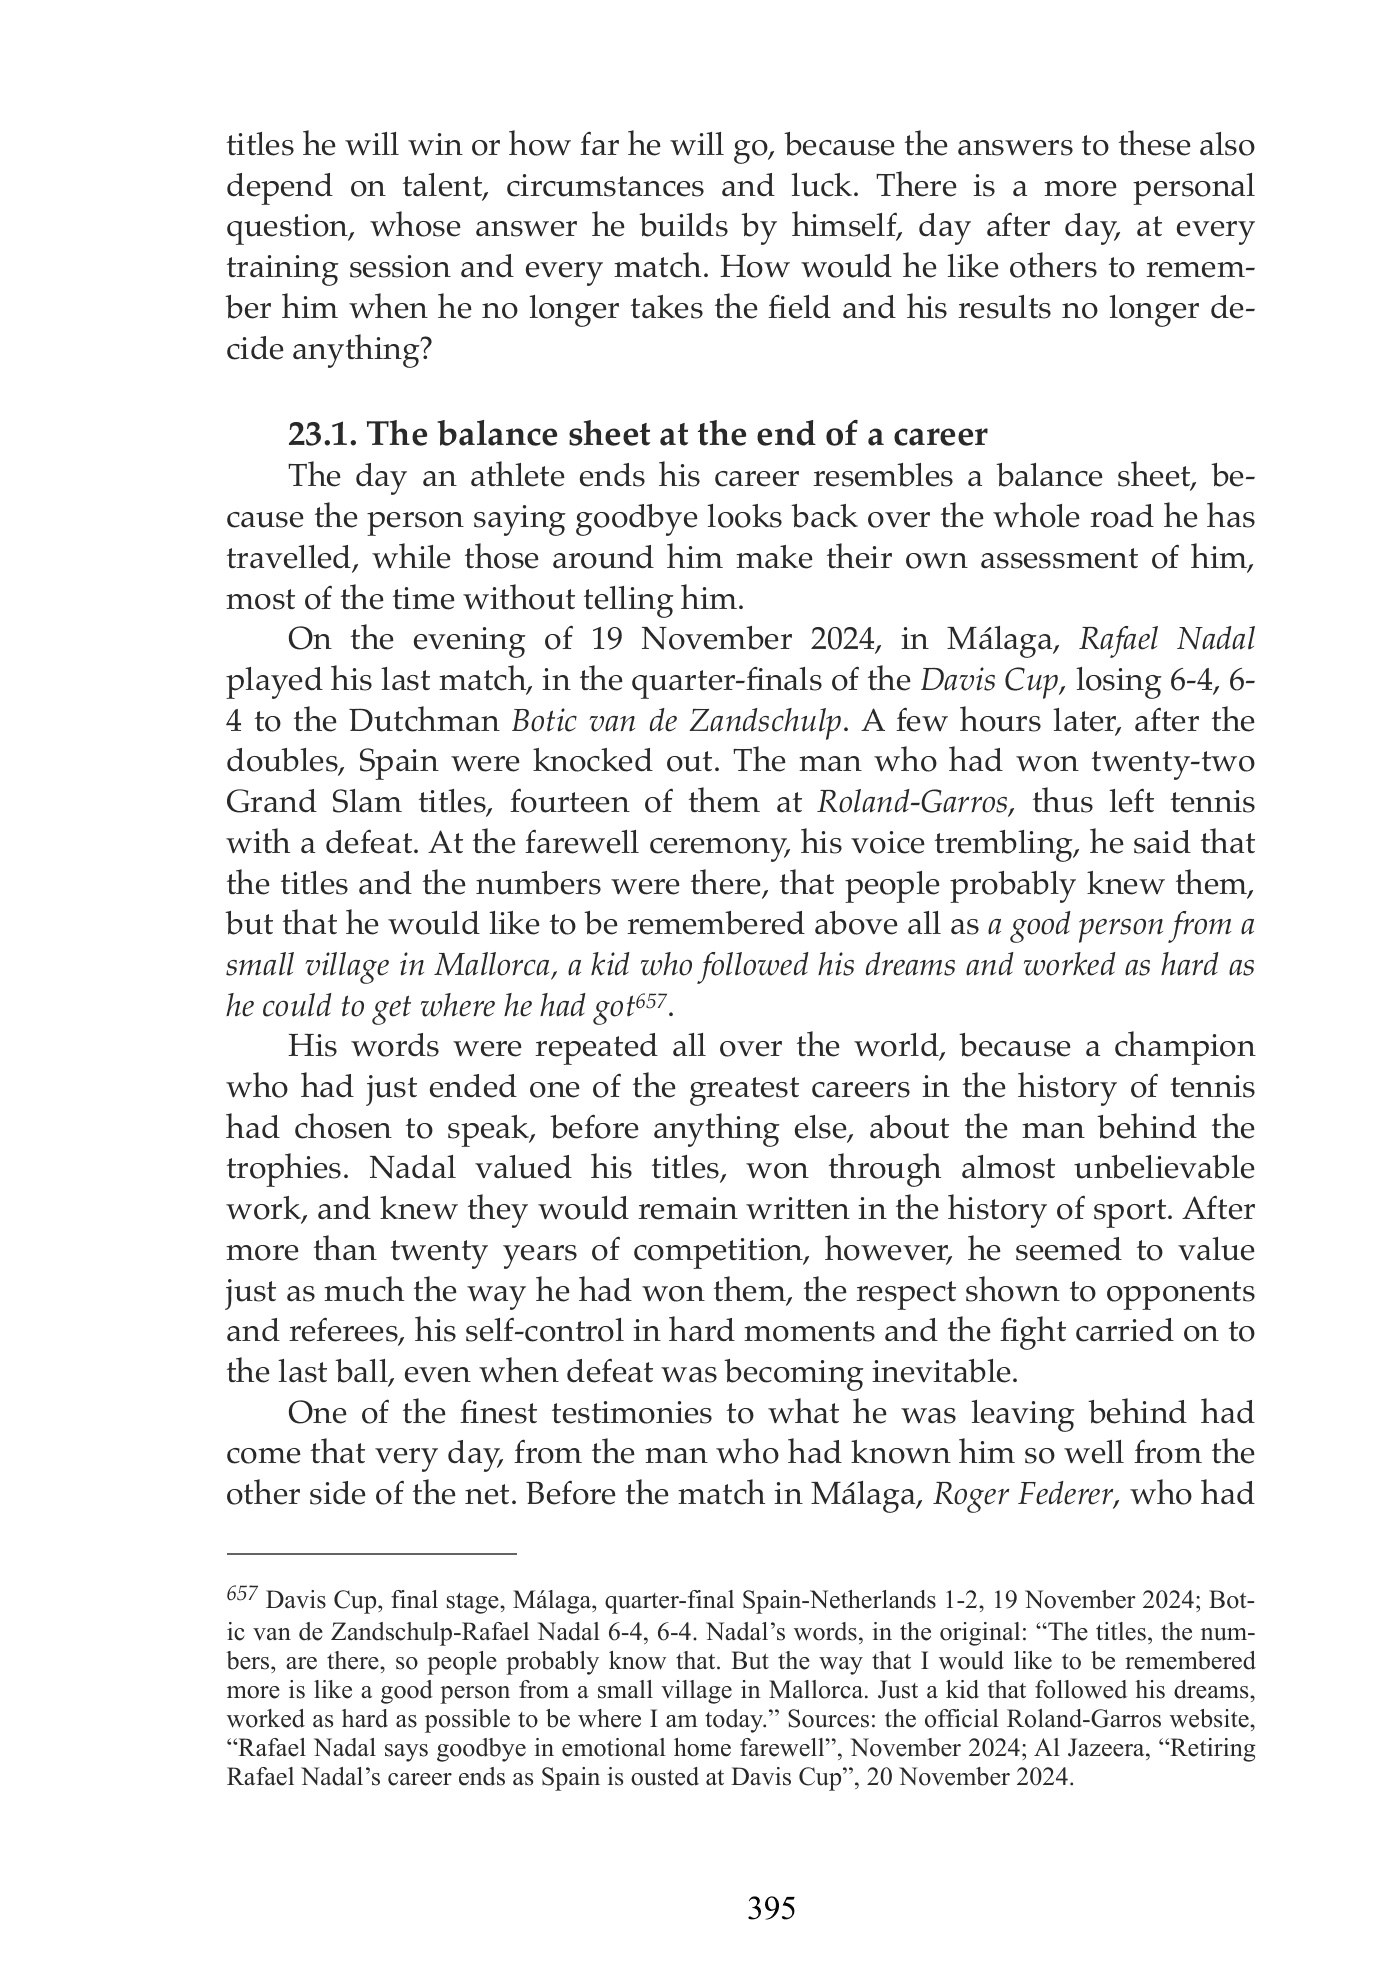 titles he will win or how far he will go, because the answers to these also
depend on talent, circumstances and luck. There is a more personal
question, whose answer he builds by himself, day after day, at every
training session and every match. How would he like others to remem-
ber him when he no longer takes the field and his results no longer de-
cide anything?
23.1. The balance sheet at the end of a career
The day an athlete ends his career resembles a balance sheet, be-
cause the person saying goodbye looks back over the whole road he has
travelled, while those around him make their own assessment of him,
most of the time without telling him.
On the evening of 19 November 2024, in Málaga, Rafael Nadal
played his last match, in the quarter-finals of the Davis Cup, losing 6-4, 6-
4 to the Dutchman Botic van de Zandschulp. A few hours later, after the
doubles, Spain were knocked out. The man who had won twenty-two
Grand Slam titles, fourteen of them at Roland-Garros, thus left tennis
with a defeat. At the farewell ceremony, his voice trembling, he said that
the titles and the numbers were there, that people probably knew them,
but that he would like to be remembered above all as a good person from a
small village in Mallorca, a kid who followed his dreams and worked as hard as
he could to get where he had got657.
His words were repeated all over the world, because a champion
who had just ended one of the greatest careers in the history of tennis
had chosen to speak, before anything else, about the man behind the
trophies. Nadal valued his titles, won through almost unbelievable
work, and knew they would remain written in the history of sport. After
more than twenty years of competition, however, he seemed to value
just as much the way he had won them, the respect shown to opponents
and referees, his self-control in hard moments and the fight carried on to
the last ball, even when defeat was becoming inevitable.
One of the finest testimonies to what he was leaving behind had
come that very day, from the man who had known him so well from the
other side of the net. Before the match in Málaga, Roger Federer, who had
657 Davis Cup, final stage, Málaga, quarter-final Spain-Netherlands 1-2, 19 November 2024; Bot-
ic van de Zandschulp-Rafael Nadal 6-4, 6-4. Nadal’s words, in the original: “The titles, the num-
bers, are there, so people probably know that. But the way that I would like to be remembered
more is like a good person from a small village in Mallorca. Just a kid that followed his dreams,
worked as hard as possible to be where I am today.” Sources: the official Roland-Garros website,
“Rafael Nadal says goodbye in emotional home farewell”, November 2024; Al Jazeera, “Retiring
Rafael Nadal’s career ends as Spain is ousted at Davis Cup”, 20 November 2024.
395